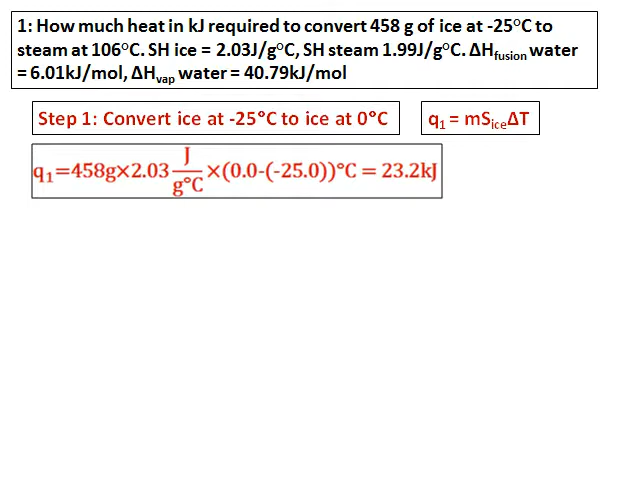 1: How much heat in kJ required to convert 458 g of ice at -25°C to
steam at 106°C. SH ice = 2.03J/g°C, SH steam 1.99J/g°C. ΔHfusion water
= 6.01kJ/mol, ΔHvap water = 40.79kJ/mol
Step 1: Convert ice at -25°C to ice at 0°C
q₁ = mSiceΔT
q₁=458g×2.03 J/g°C ×(0.0-(-25.0))°C = 23.2kJ